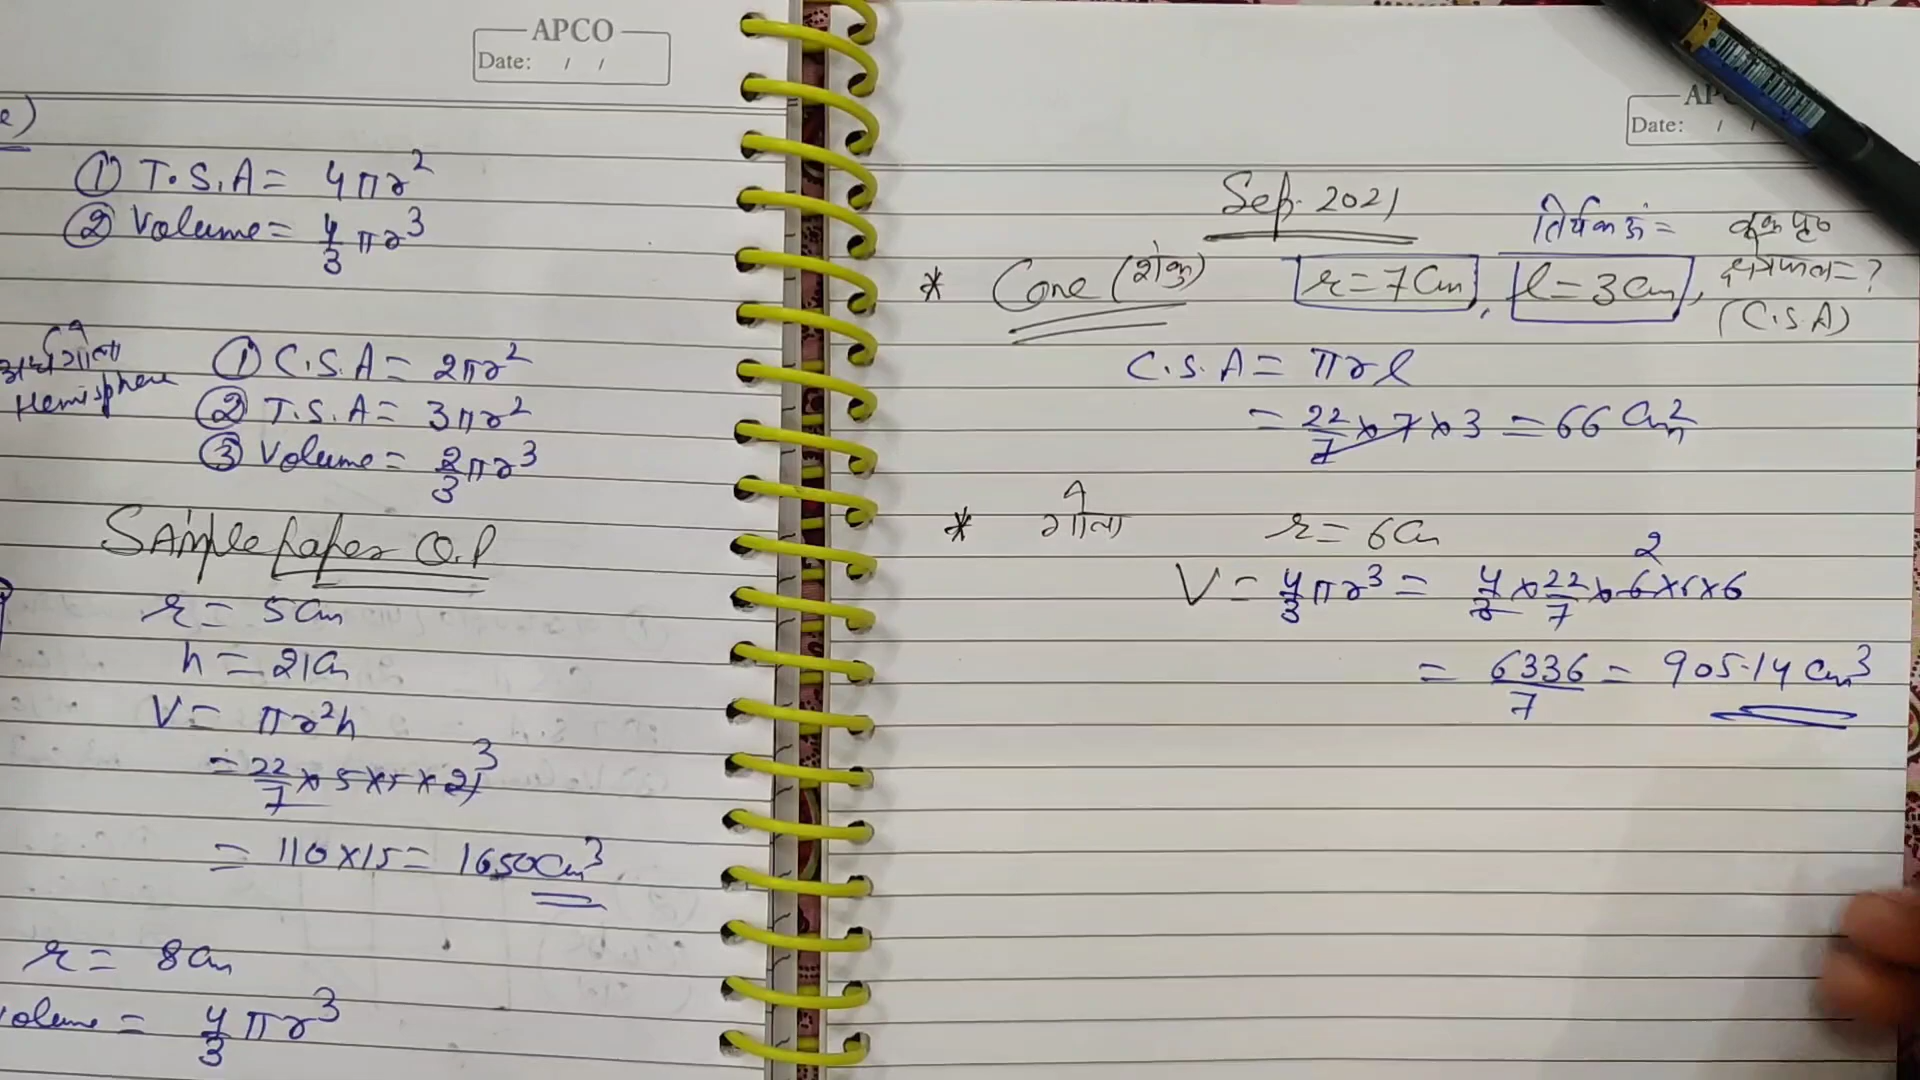 APCO
Date: / /
e)
① T.S.A = 4πr²
② Volume = 4/3 πr³
Hemisphere
① C.S.A = 2πr²
② T.S.A = 3πr²
③ Volume = 2/3 πr³
Sample paper Q.P
r = 5cm
h = 21cm
V = πr²h
= 22/7 × 5 × 5 × 21 3
= 110 × 15 = 1650 cm³
r = 8cm
Volume = 4/3 πr³
Date: / /
Sep. 2021
* Cone (शंकु) r = 7cm, तिर्यक ऊं = l = 3cm, वक्र पृष्ठ
क्षेत्रफल = ?
(C.S.A)
C.S.A = πrl
= 22/7 × 7 × 3 = 66 cm²
* गोला r = 6cm
V = 4/3 πr³ = 4/3 × 22/7 × 6 × 6 × 6 2
= 6336/7 = 905.14 cm³